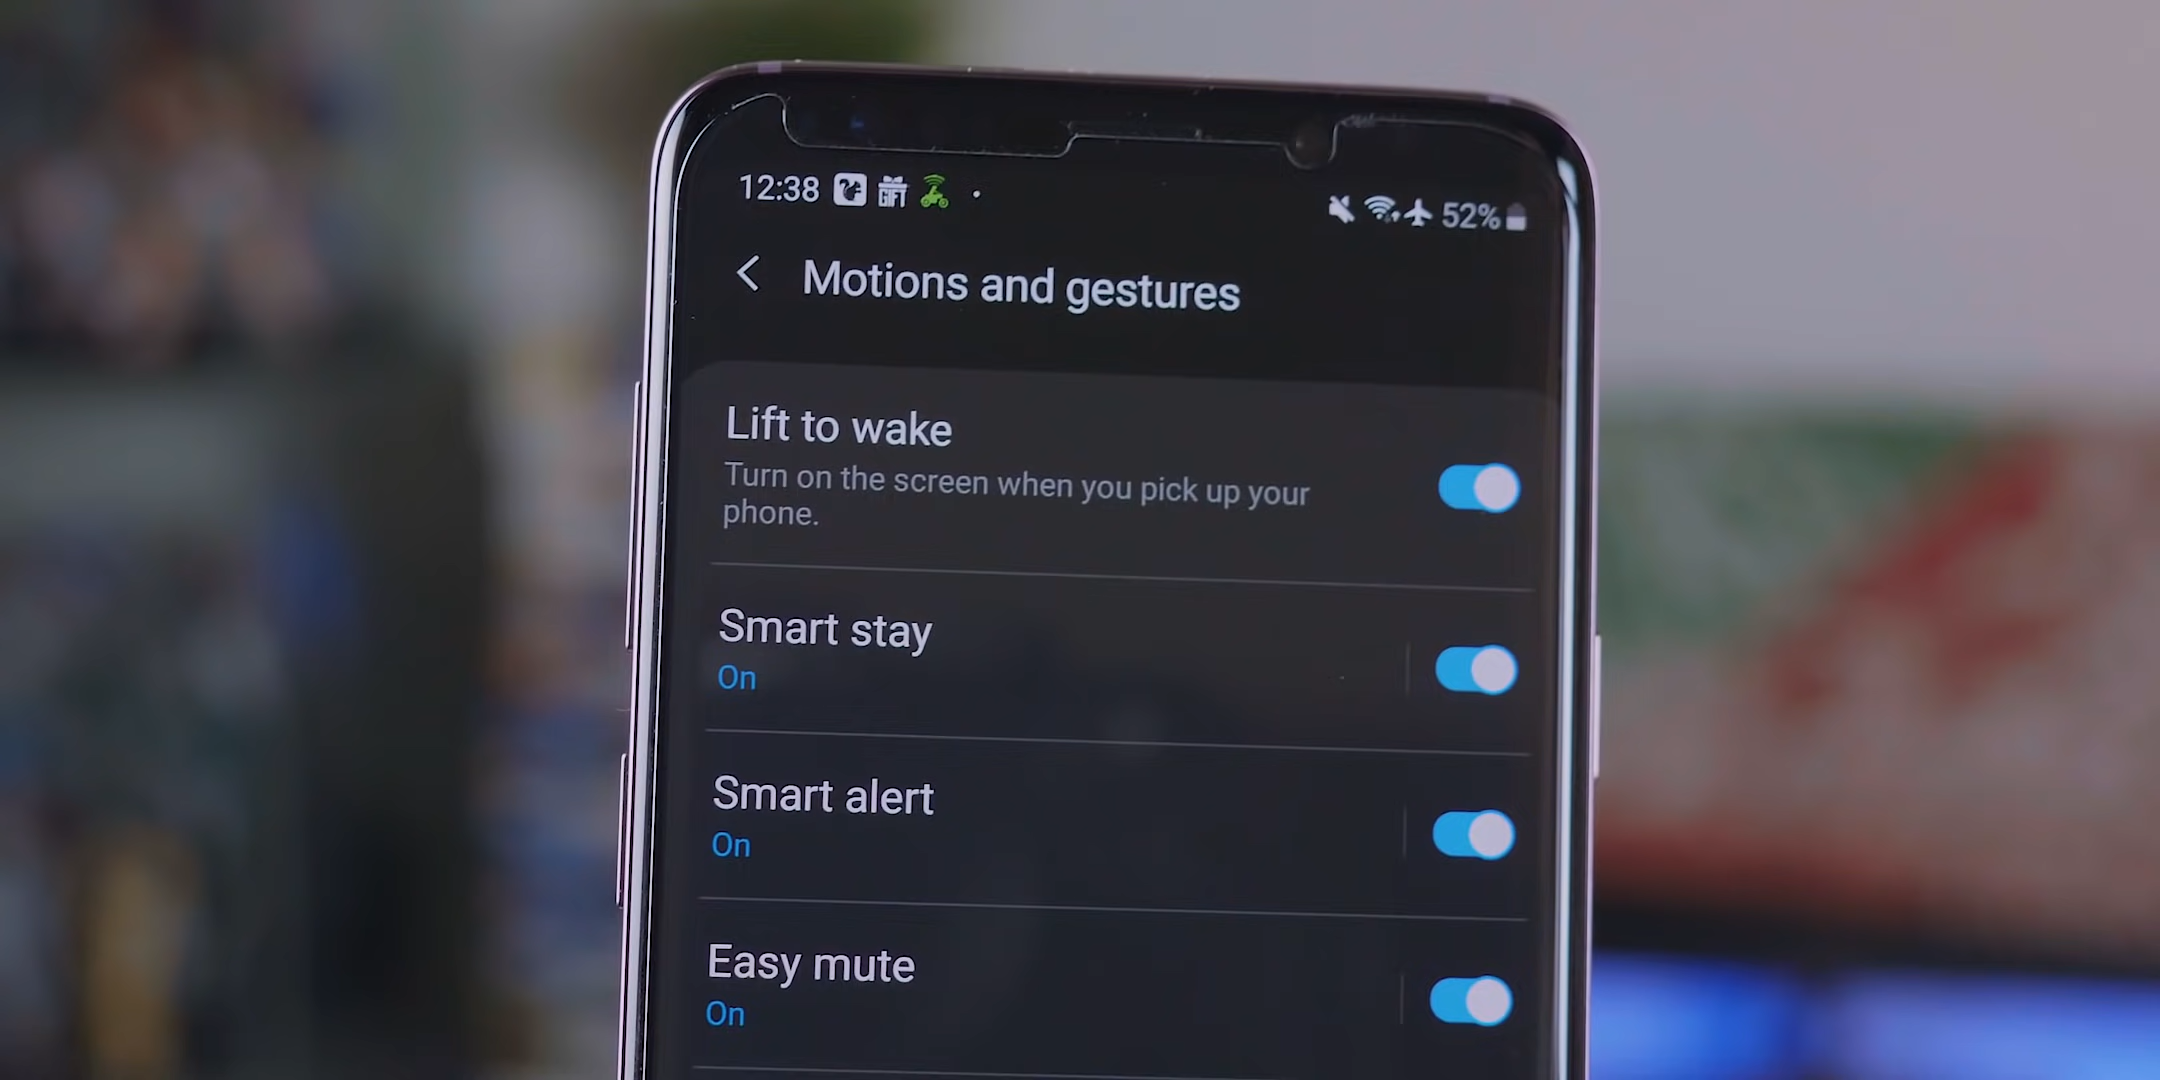 12:38 GIFT 52%
Motions and gestures
Lift to wake
Turn on the screen when you pick up your
phone.
Smart stay
On
Smart alert
On
Easy mute
On